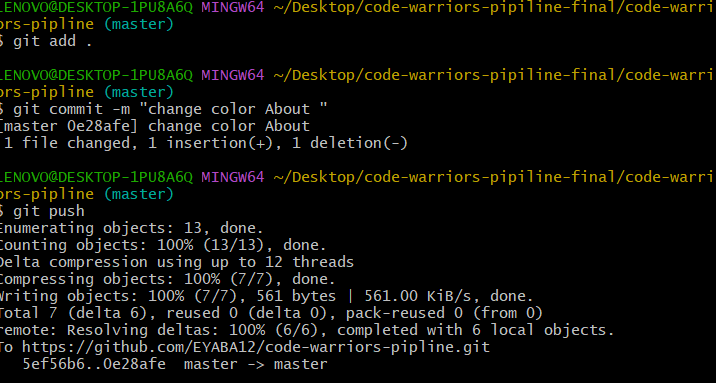 LENOVO@DESKTOP-1PU8A6Q MINGW64 ~/Desktop/code-warriors-pipiline-final/code-warri
ors-pipline (master)
$ git add .
LENOVO@DESKTOP-1PU8A6Q MINGW64 ~/Desktop/code-warriors-pipiline-final/code-warri
ors-pipline (master)
$ git commit -m "change color About "
[master 0e28afe] change color About
1 file changed, 1 insertion(+), 1 deletion(-)
LENOVO@DESKTOP-1PU8A6Q MINGW64 ~/Desktop/code-warriors-pipiline-final/code-warri
ors-pipline (master)
$ git push
Enumerating objects: 13, done.
Counting objects: 100% (13/13), done.
Delta compression using up to 12 threads
Compressing objects: 100% (7/7), done.
Writing objects: 100% (7/7), 561 bytes | 561.00 KiB/s, done.
Total 7 (delta 6), reused 0 (delta 0), pack-reused 0 (from 0)
remote: Resolving deltas: 100% (6/6), completed with 6 local objects.
To https://github.com/EYABA12/code-warriors-pipline.git
5ef56b6..0e28afe master -> master